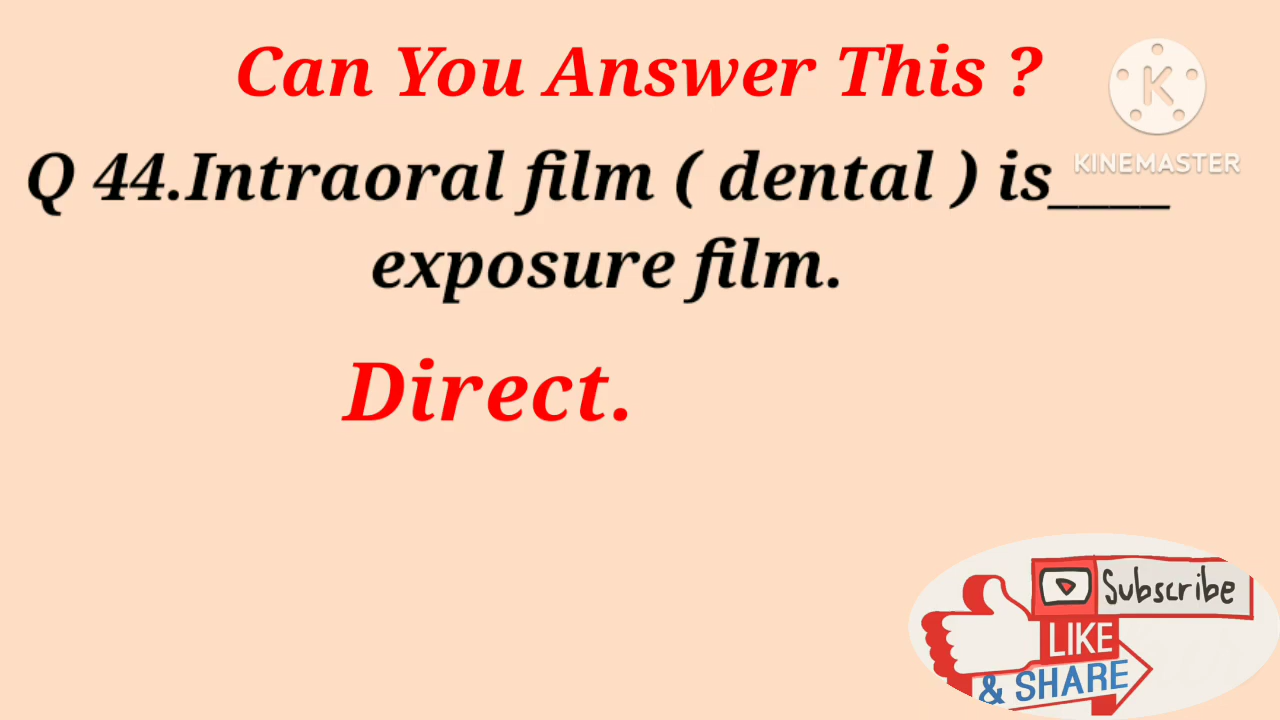 Can You Answer This ?
Q 44.Intraoral film ( dental ) is____
exposure film.
Direct.
K
KINEMASTER
Subscribe
LIKE
& SHARE